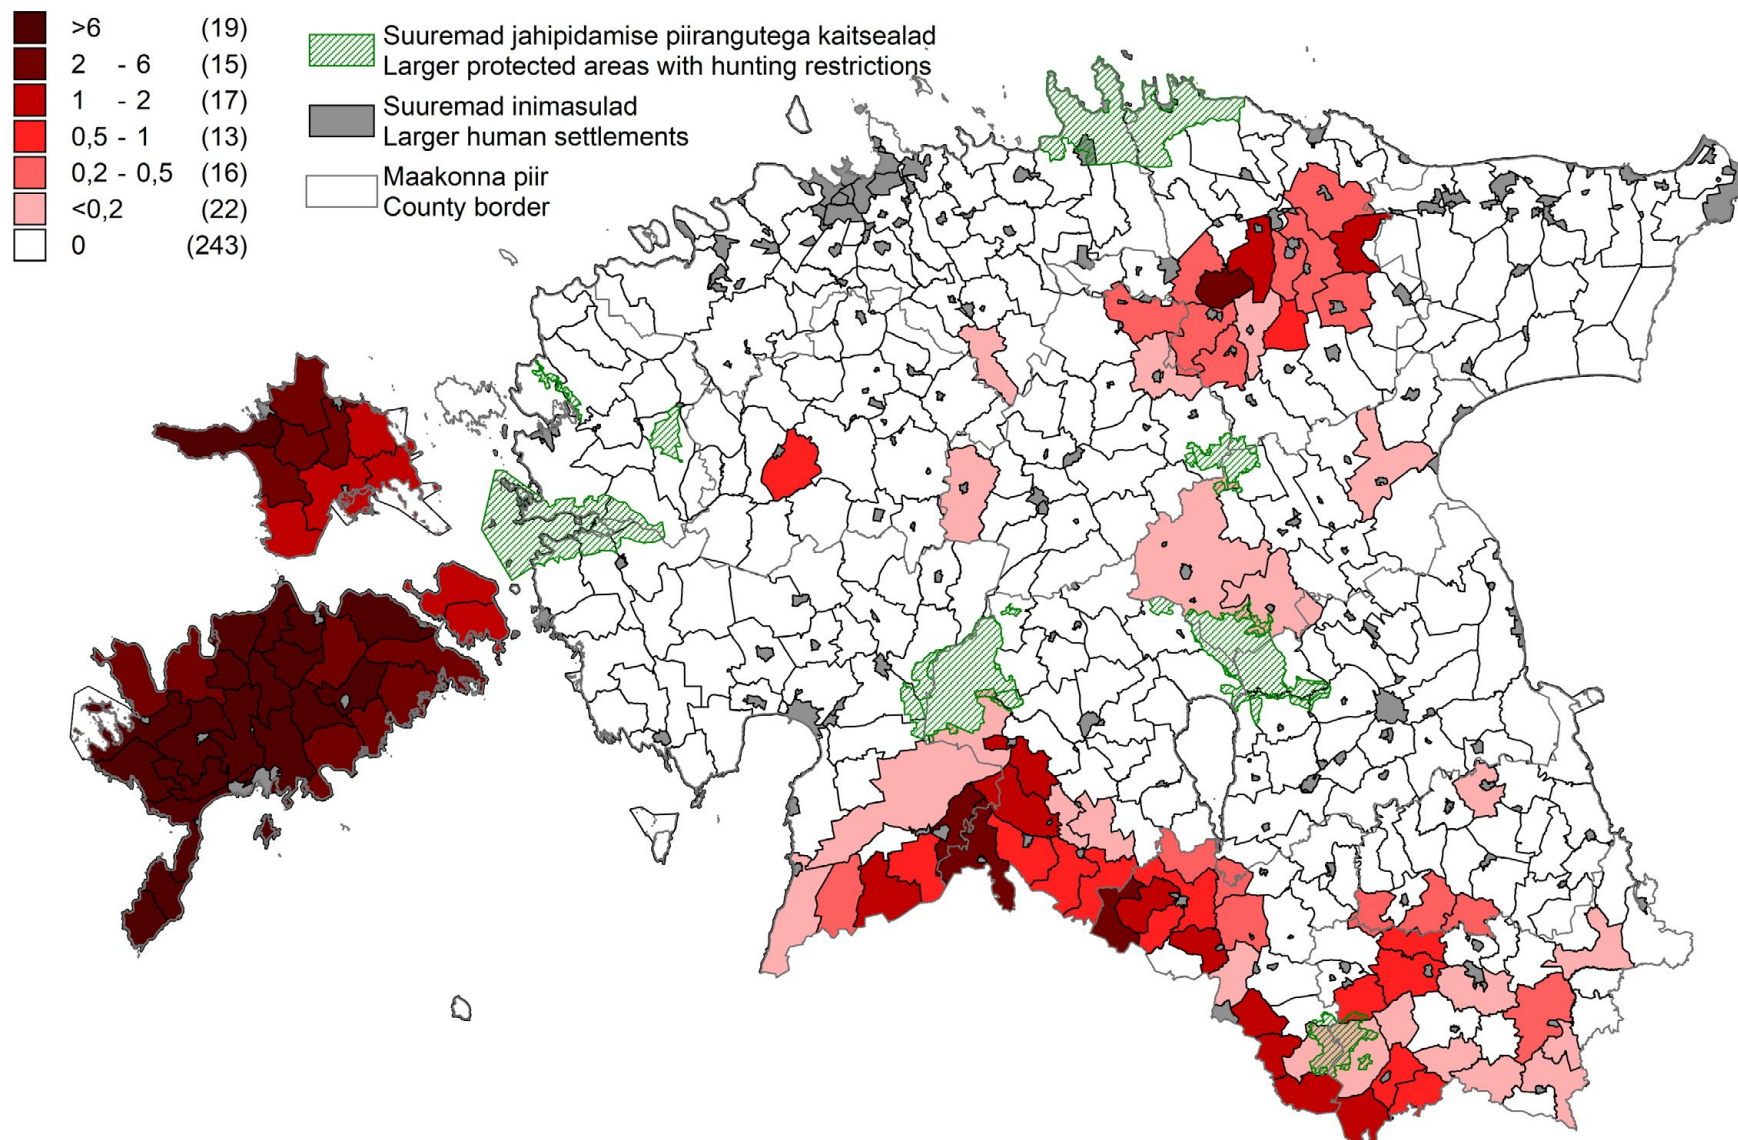 >6 (19)
2 - 6 (15)
1 - 2 (17)
0,5 - 1 (13)
0,2 - 0,5 (16)
<0,2 (22)
0 (243)
Suuremad jahipidamise piirangutega kaitsealad
Larger protected areas with hunting restrictions
Suuremad inimasulad
Larger human settlements
Maakonna piir
County border